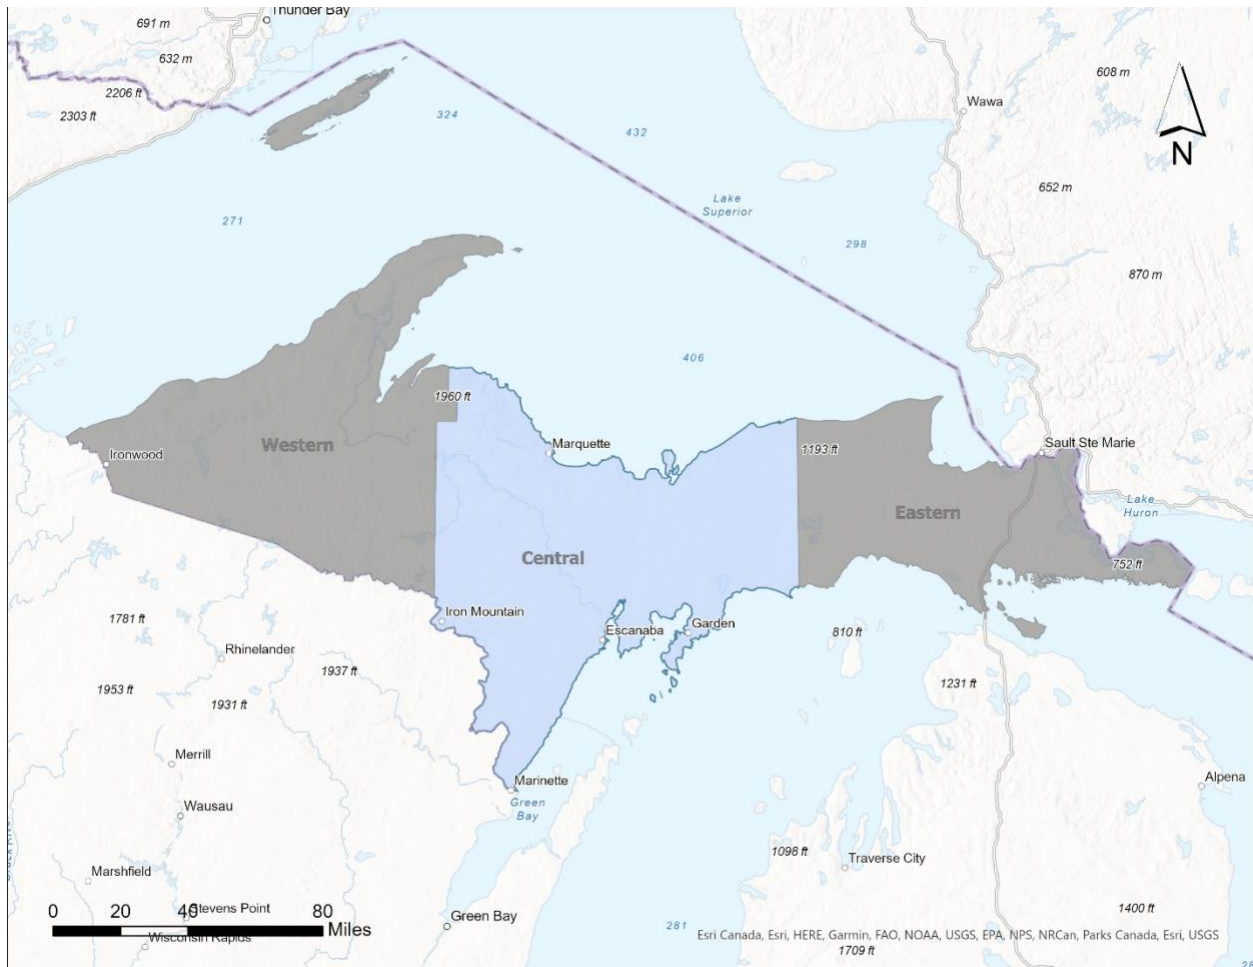 Thunder Bay
691 m
632 m
2206 ft
2303 ft
324
432
Wawa
608 m
N
652 m
Lake
Superior
271
298
870 m
406
1960 ft
Western
Marquette
1193 ft
Sault Ste Marie
Ironwood
Lake
Huron
Eastern
Central
752 ft
Iron Mountain
1781 ft
Escanaba
Garden
810 ft
Rhinelander
1937 ft
1953 ft
1931 ft
1231 ft
Merrill
Marinette
Green
Bay
Alpena
Wausau
1098 ft
Traverse City
Marshfield
0 20 40 80 Miles
Stevens Point
Green Bay
1400 ft
281
Wisconsin Rapids
Esri Canada, Esri, HERE, Garmin, FAO, NOAA, USGS, EPA, NPS, NRCan, Parks Canada, Esri, USGS
1709 ft